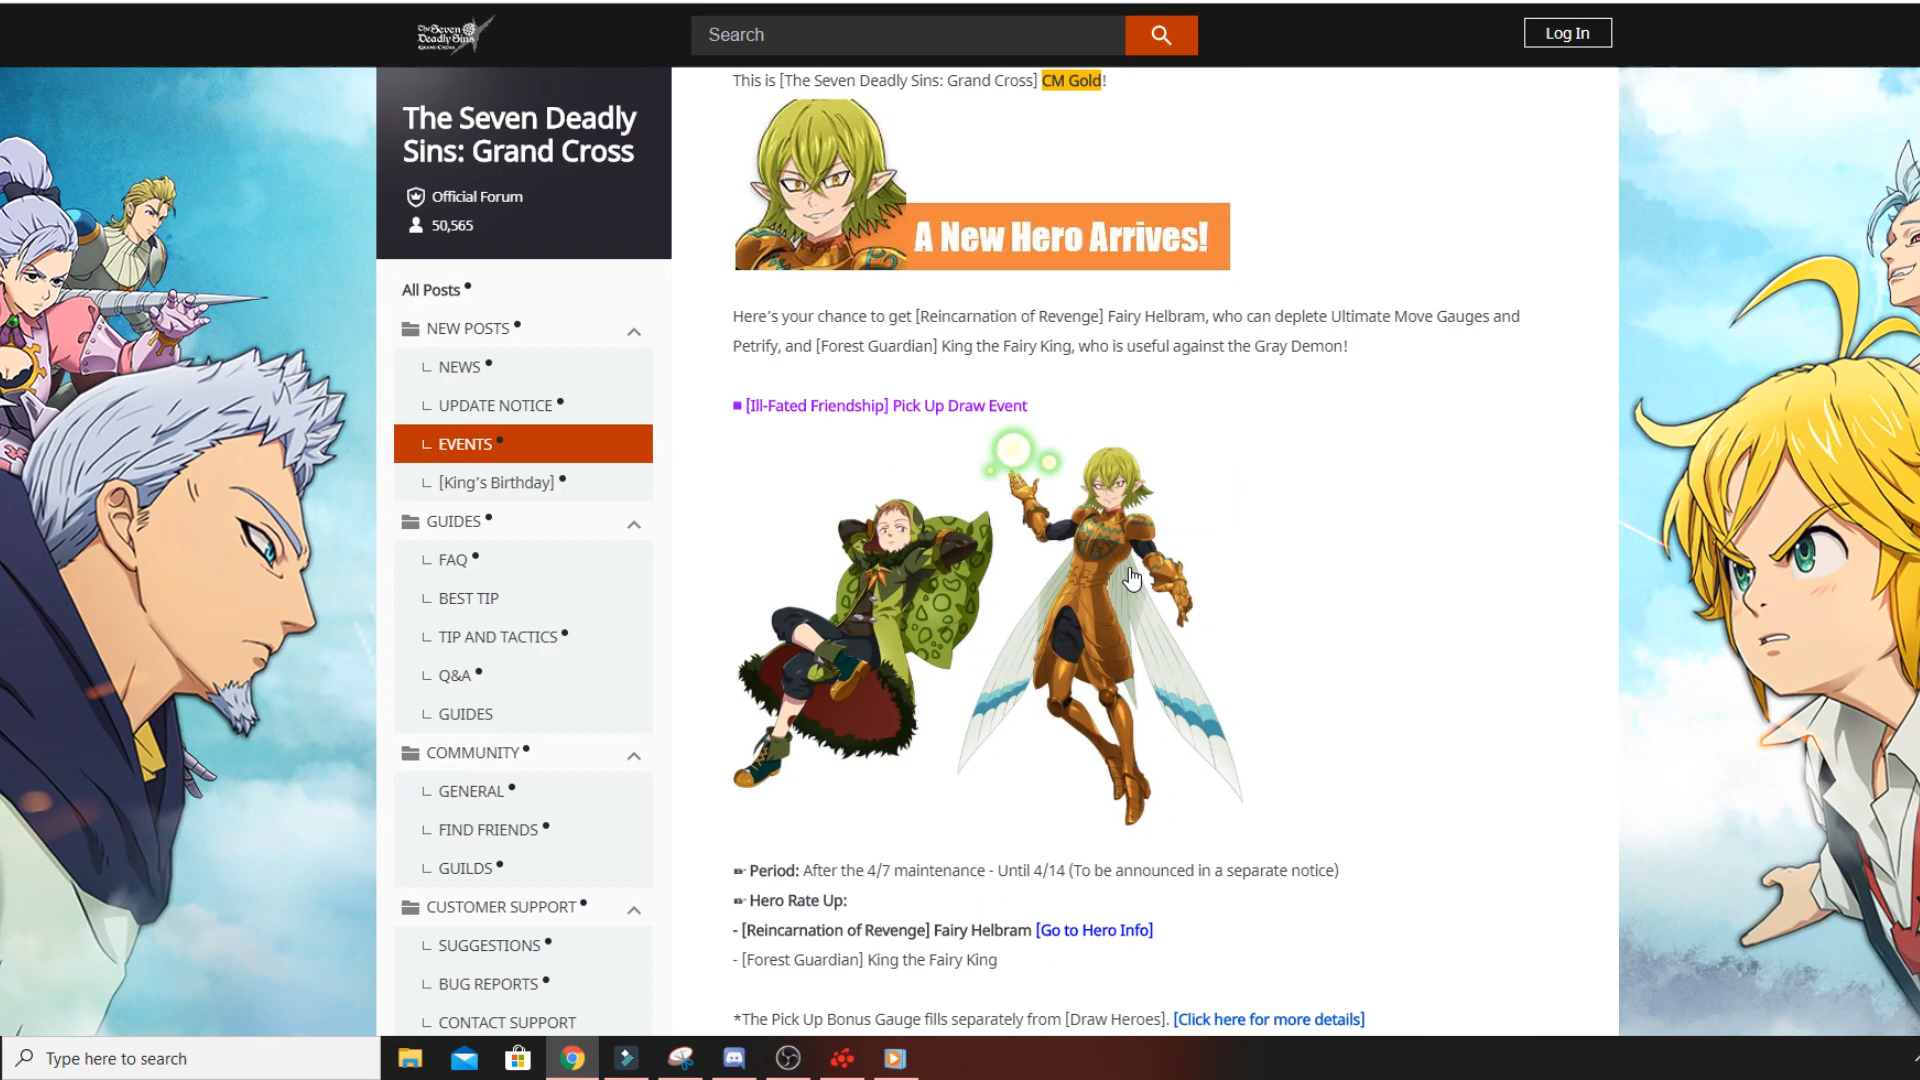 The Seven
Deadly Sins
GRAND CROSS
Search
Log In
The Seven Deadly
Sins: Grand Cross
Official Forum
50,565
All Posts
NEW POSTS
NEWS
UPDATE NOTICE
EVENTS
[King's Birthday]
GUIDES
FAQ
BEST TIP
TIP AND TACTICS
Q&A
GUIDES
COMMUNITY
GENERAL
FIND FRIENDS
GUILDS
CUSTOMER SUPPORT
SUGGESTIONS
BUG REPORTS
CONTACT SUPPORT
This is [The Seven Deadly Sins: Grand Cross] CM Gold!
A New Hero Arrives!
Here's your chance to get [Reincarnation of Revenge] Fairy Helbram, who can deplete Ultimate Move Gauges and
Petrify, and [Forest Guardian] King the Fairy King, who is useful against the Gray Demon!
■ [Ill-Fated Friendship] Pick Up Draw Event
☞ Period: After the 4/7 maintenance - Until 4/14 (To be announced in a separate notice)
☞ Hero Rate Up:
- [Reincarnation of Revenge] Fairy Helbram [Go to Hero Info]
- [Forest Guardian] King the Fairy King
*The Pick Up Bonus Gauge fills separately from [Draw Heroes]. [Click here for more details]
Type here to search